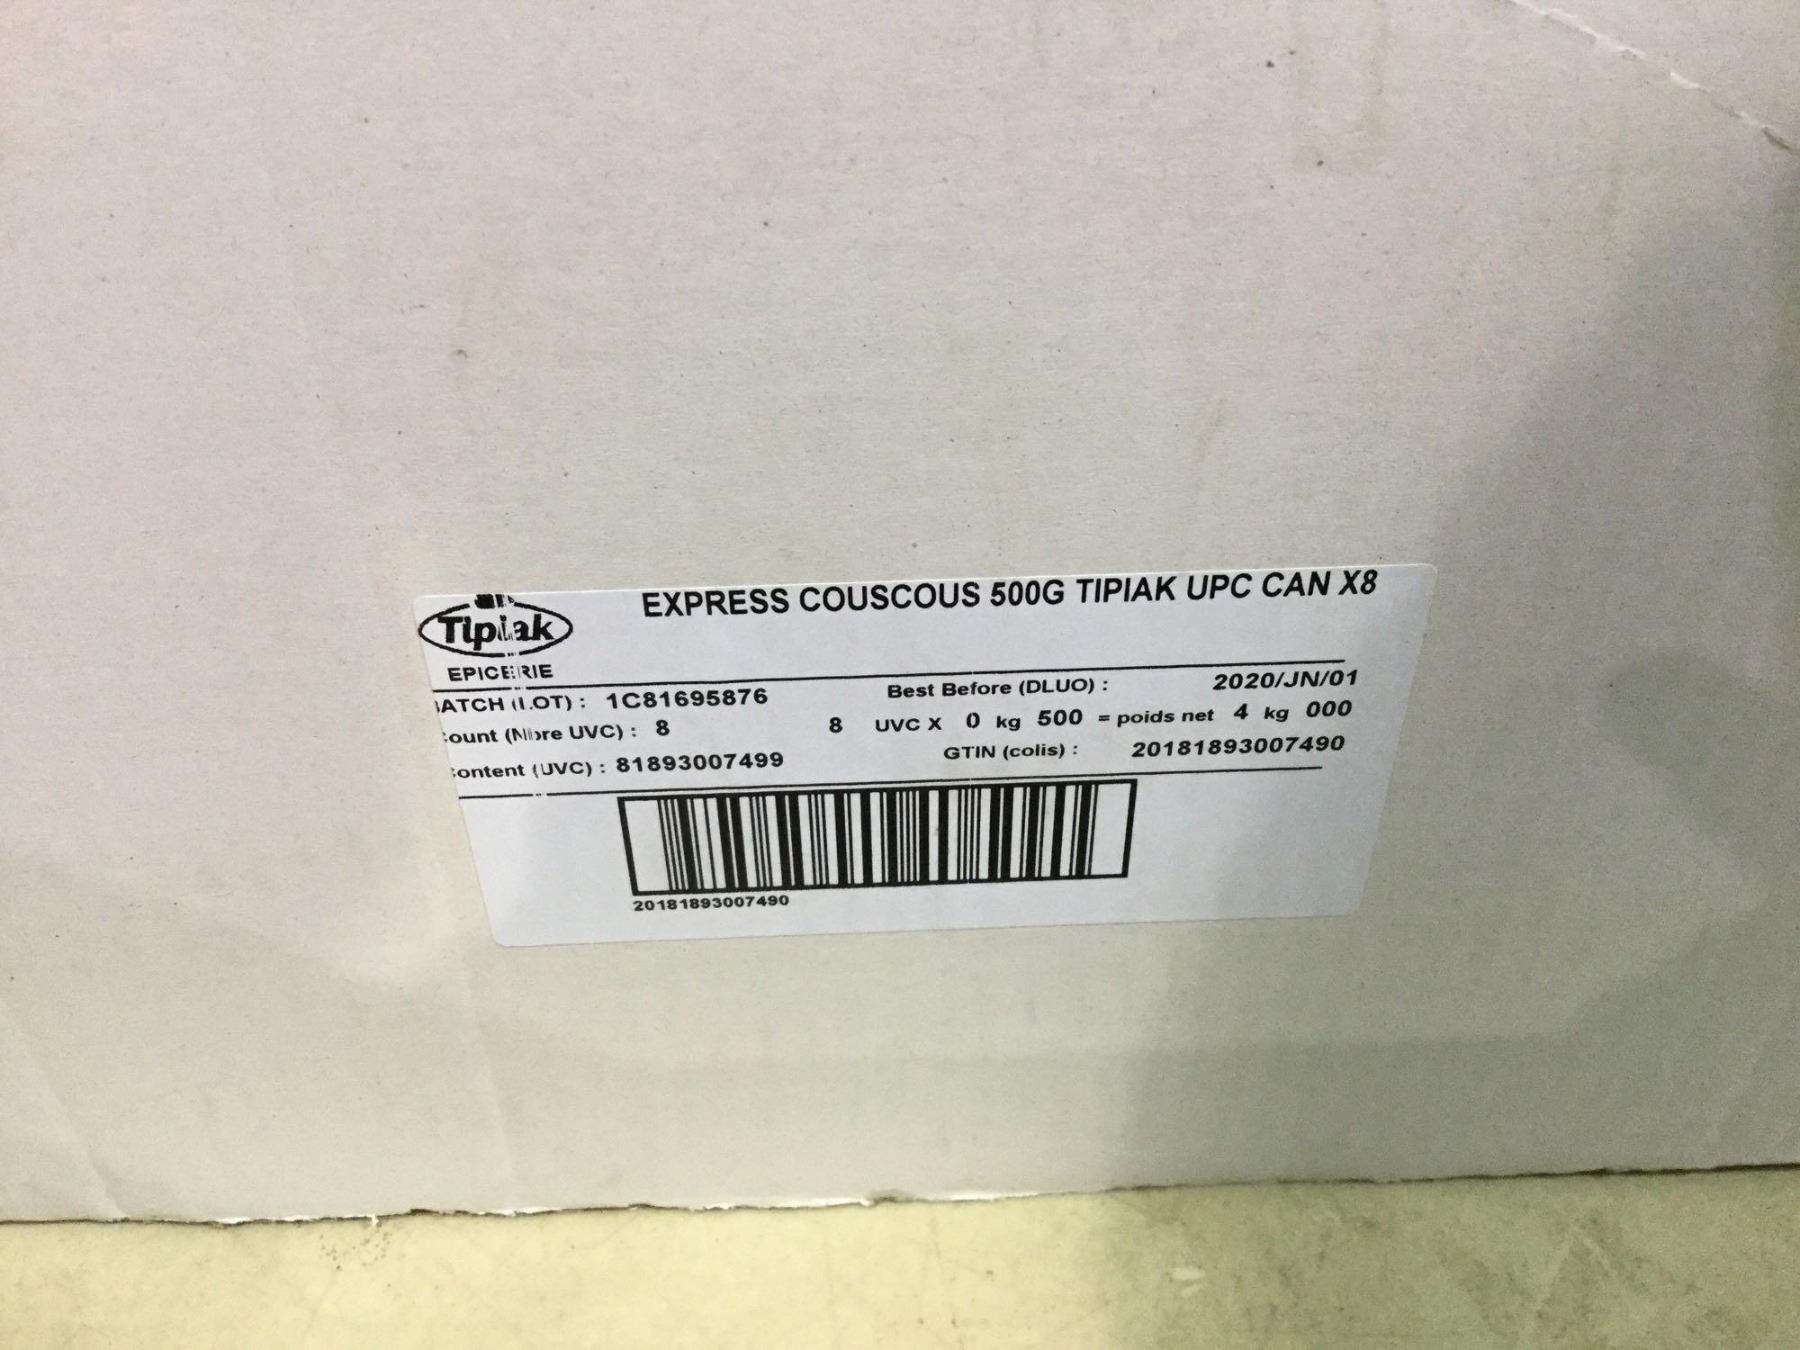 Tipiak
EPICERIE
EXPRESS COUSCOUS 500G TIPIAK UPC CAN X8
BATCH (LOT) : 1C81695876 Best Before (DLUO) : 2020/JN/01
ount (Nbre UVC) : 8 8 UVC X 0 kg 500 = poids net 4 kg 000
ontent (UVC) : 81893007499 GTIN (colis) : 20181893007490
20181893007490